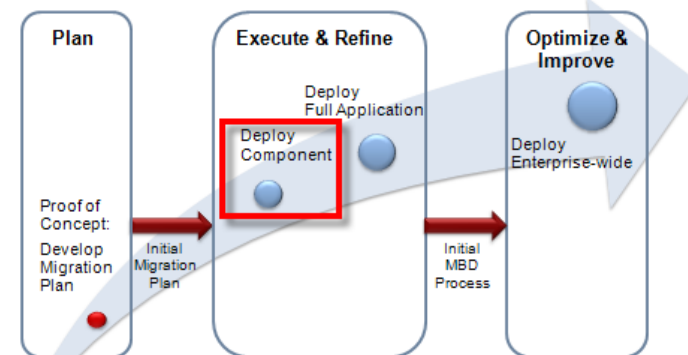 Plan
Proof of
Concept:
Develop
Migration
Plan
Initial
Migration
Plan
Execute & Refine
Deploy
Component
Deploy
Full Application
Initial
MBD
Process
Optimize &
Improve
Deploy
Enterprise-wide